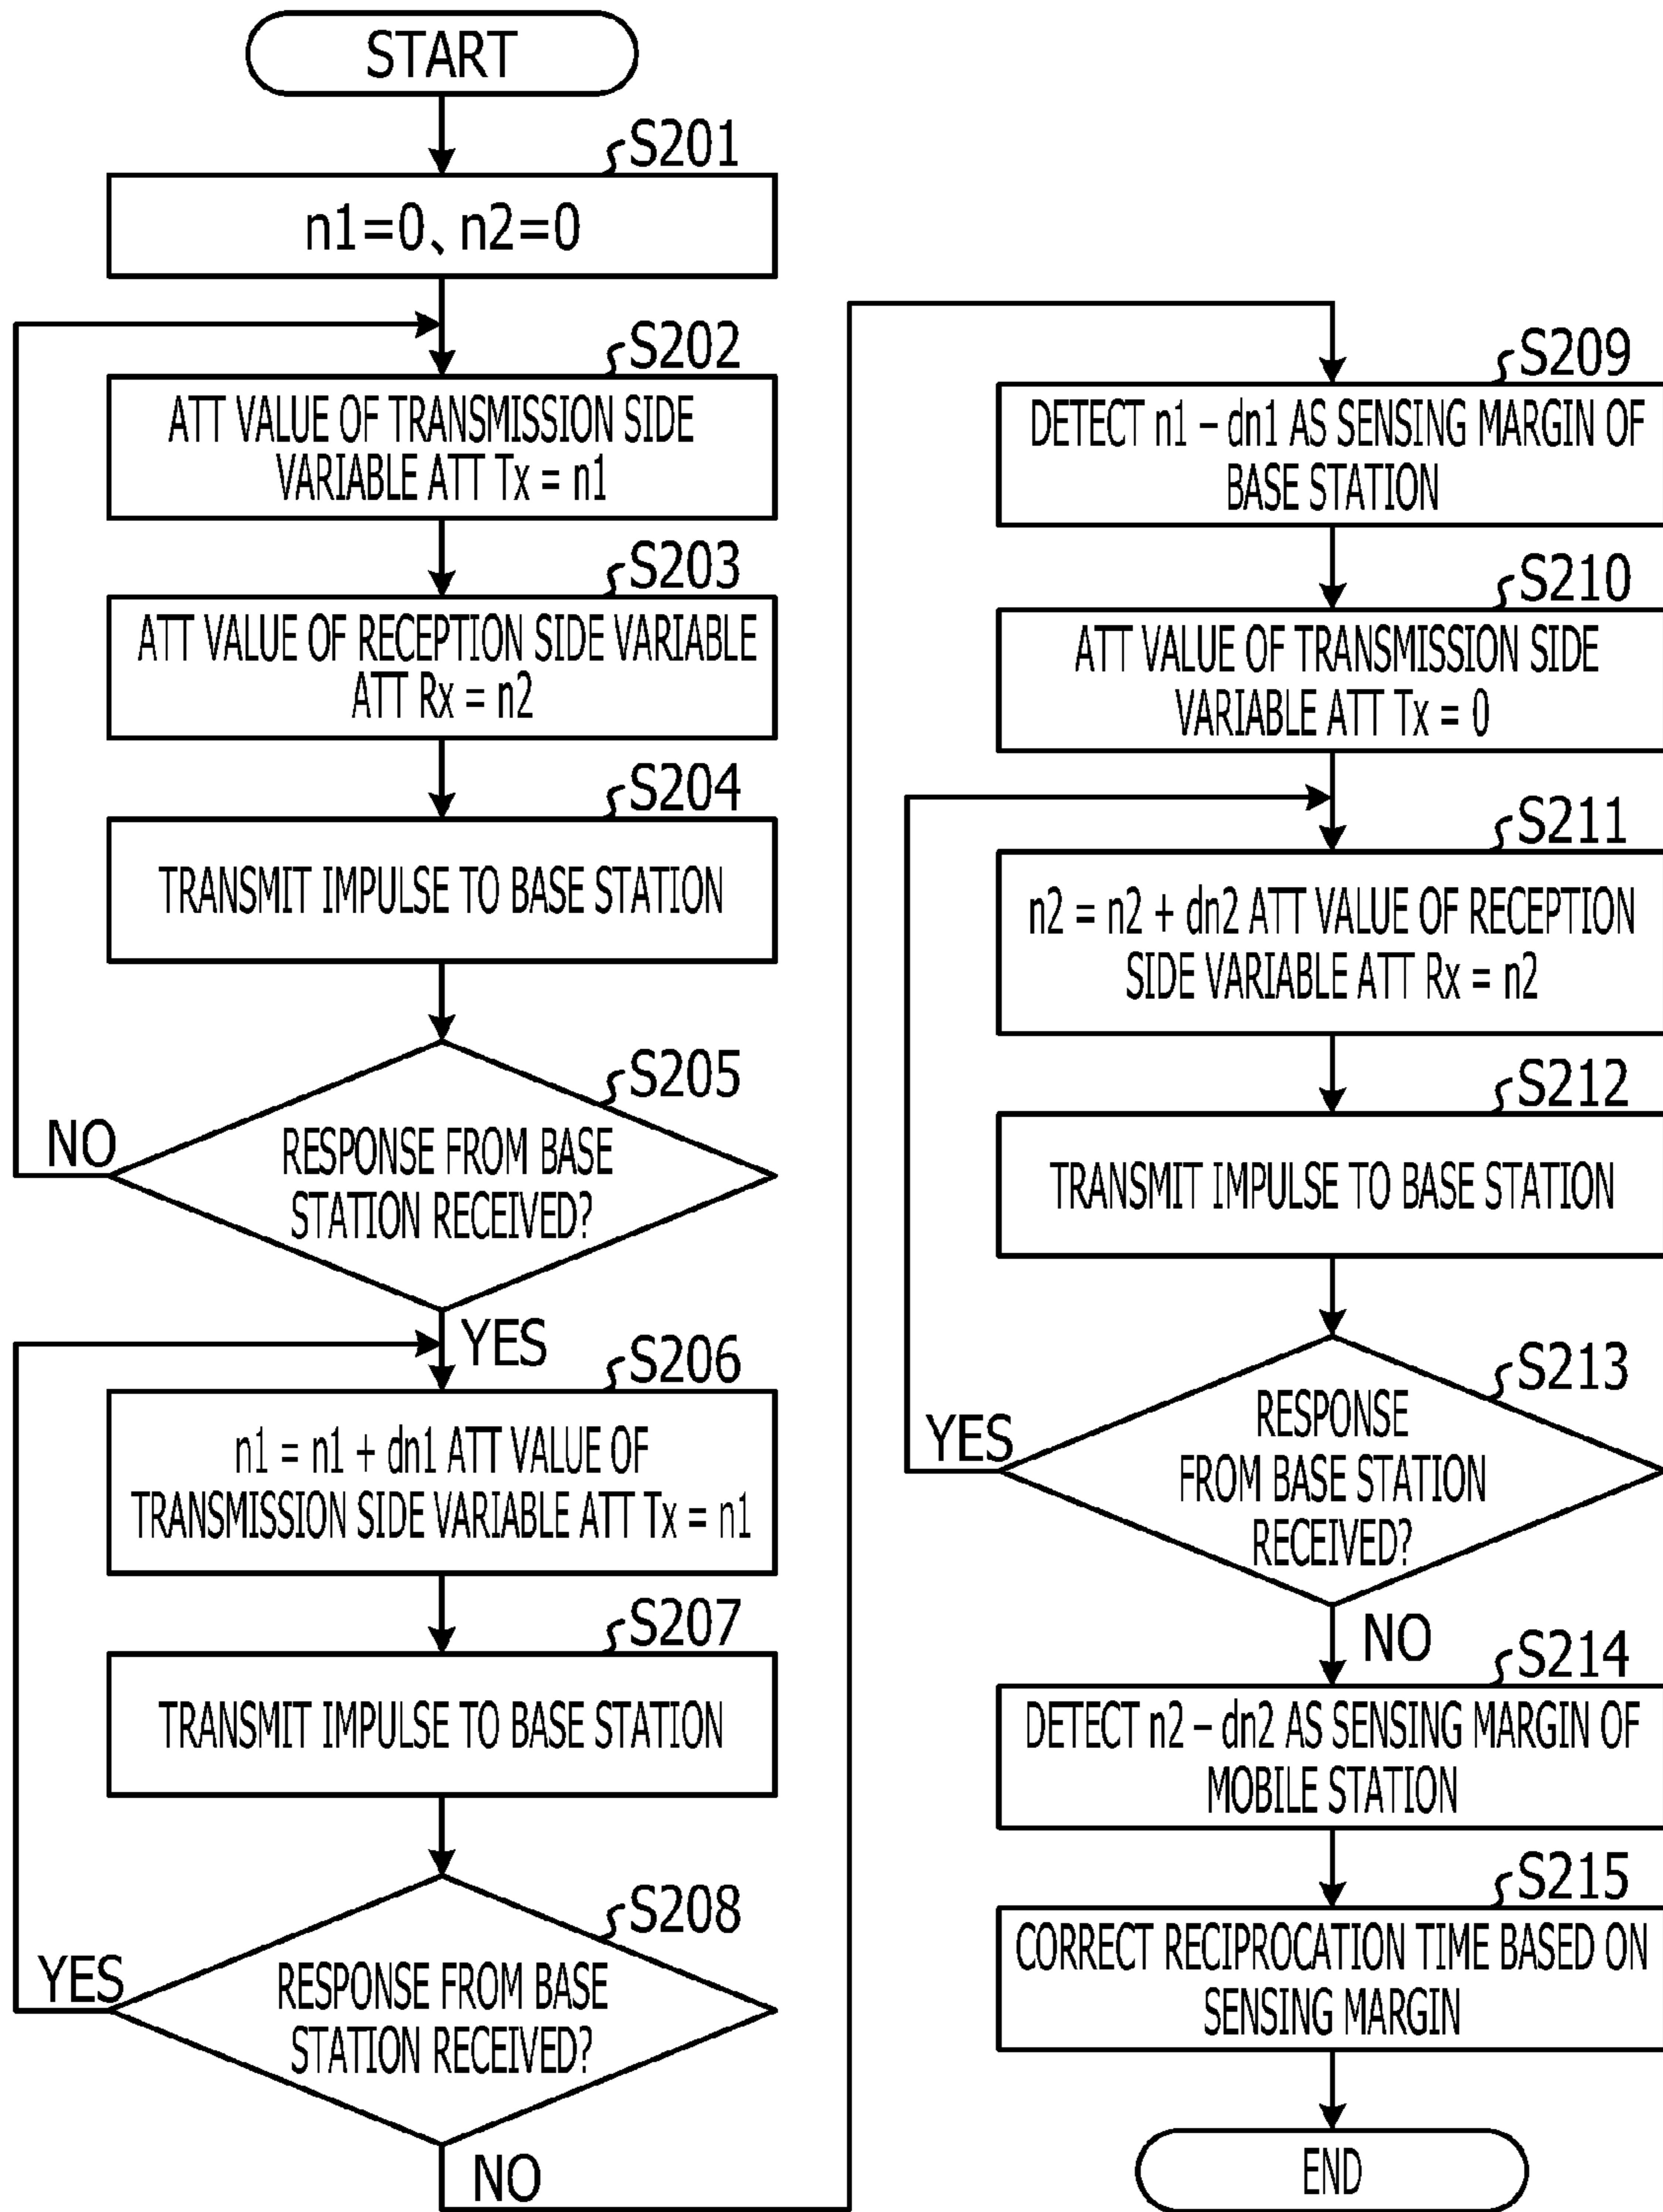 START
S201
n1=0、n2=0
S202
ATT VALUE OF TRANSMISSION SIDE
VARIABLE ATT Tx = n1
S203
ATT VALUE OF RECEPTION SIDE VARIABLE
ATT Rx = n2
S204
TRANSMIT IMPULSE TO BASE STATION
S205
RESPONSE FROM BASE
STATION RECEIVED?
NO
YES
S206
n1 = n1 + dn1 ATT VALUE OF
TRANSMISSION SIDE VARIABLE ATT Tx = n1
S207
TRANSMIT IMPULSE TO BASE STATION
S208
RESPONSE FROM BASE
STATION RECEIVED?
YES
NO
S209
DETECT n1 – dn1 AS SENSING MARGIN OF
BASE STATION
S210
ATT VALUE OF TRANSMISSION SIDE
VARIABLE ATT Tx = 0
S211
n2 = n2 + dn2 ATT VALUE OF RECEPTION
SIDE VARIABLE ATT Rx = n2
S212
TRANSMIT IMPULSE TO BASE STATION
S213
RESPONSE
FROM BASE STATION
RECEIVED?
YES
NO
S214
DETECT n2 – dn2 AS SENSING MARGIN OF
MOBILE STATION
S215
CORRECT RECIPROCATION TIME BASED ON
SENSING MARGIN
END